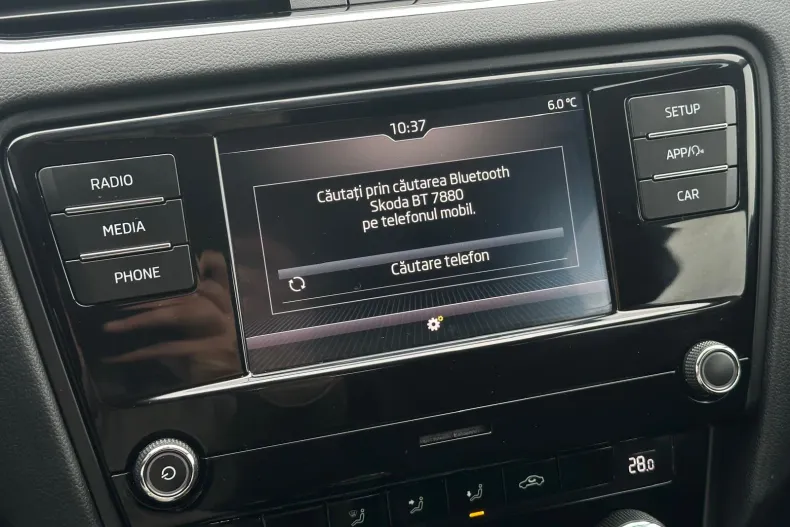 10:37
6.0 °C
RADIO
MEDIA
PHONE
Căutați prin căutarea Bluetooth
Skoda BT 7880
pe telefonul mobil.
Căutare telefon
SETUP
APP/
CAR
28.0